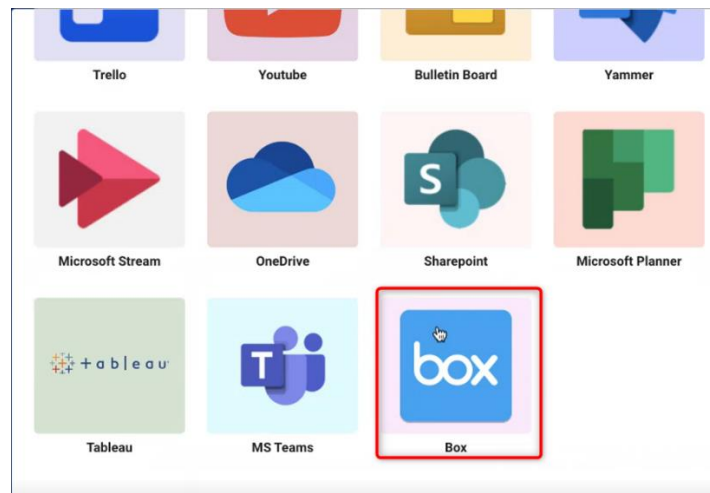 Trello
Youtube
Bulletin Board
Yammer
S
Microsoft Stream
OneDrive
Sharepoint
Microsoft Planner
+ a b | e a u
T
box
Tableau
MS Teams
Box